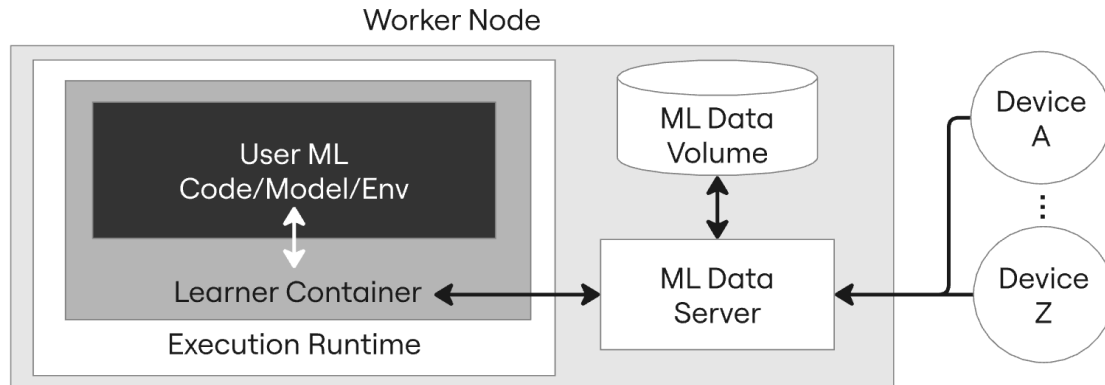 Worker Node
User ML
Code/Model/Env
Learner Container
Execution Runtime
ML Data
Volume
ML Data
Server
Device
A
Device
Z